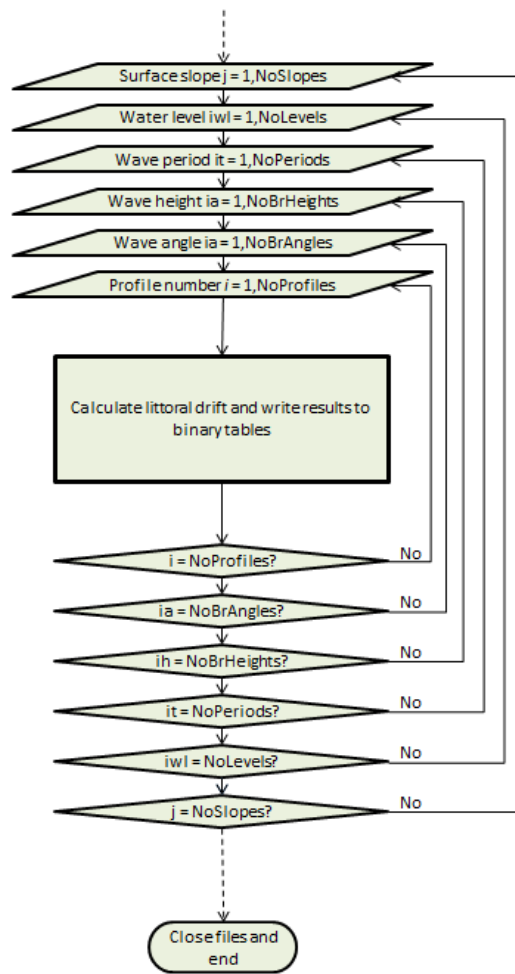 Surface slope j = 1,NoSlopes
Water level iwl = 1,NoLevels
Wave period it = 1,NoPeriods
Wave height ia = 1,NoBrHeights
Wave angle ia = 1,NoBrAngles
Profile number i = 1,NoProfiles
Calculate littoral drift and write results to
binary tables
i = NoProfiles?
No
ia = NoBrAngles?
No
ih = NoBrHeights?
No
it = NoPeriods?
No
iwl = NoLevels?
No
j = NoSlopes?
No
Close files and
end